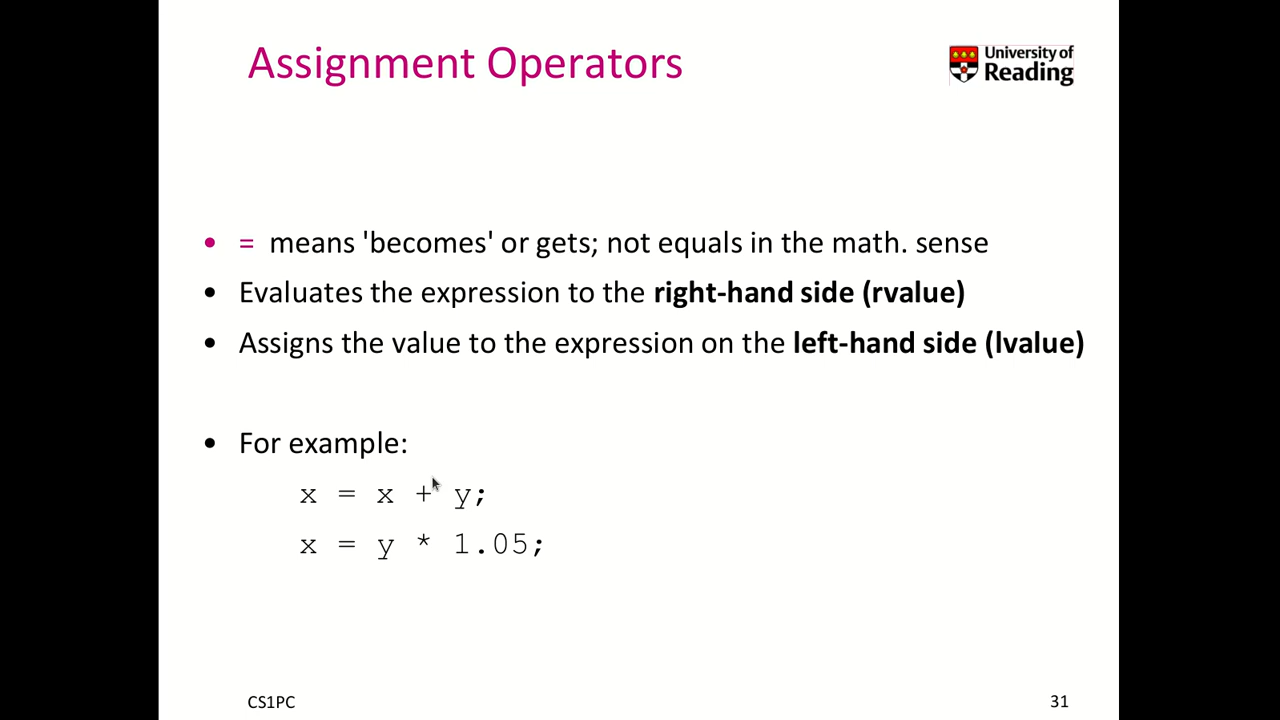 Assignment Operators
University of
Reading
• = means 'becomes' or gets; not equals in the math. sense
• Evaluates the expression to the right-hand side (rvalue)
• Assigns the value to the expression on the left-hand side (lvalue)
• For example:
x = x + y;
x = y * 1.05;
CS1PC
31